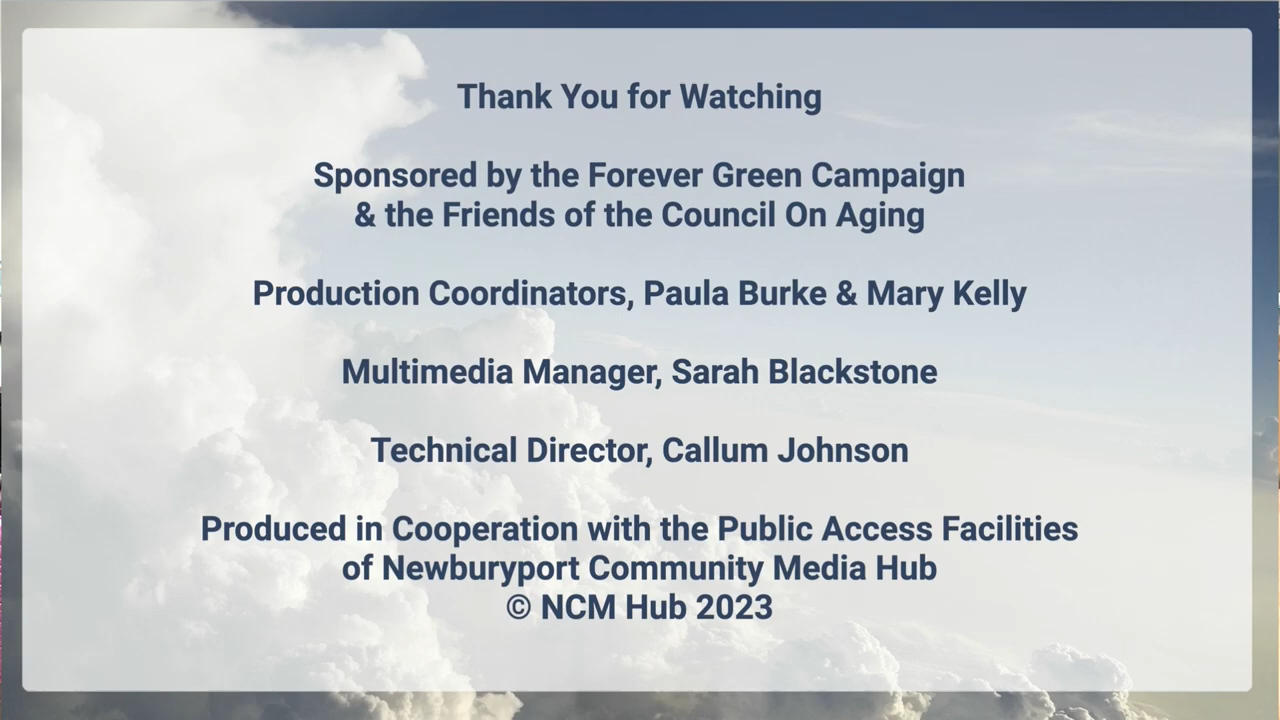 Thank You for Watching
Sponsored by the Forever Green Campaign
& the Friends of the Council On Aging
Production Coordinators, Paula Burke & Mary Kelly
Multimedia Manager, Sarah Blackstone
Technical Director, Callum Johnson
Produced in Cooperation with the Public Access Facilities
of Newburyport Community Media Hub
© NCM Hub 2023